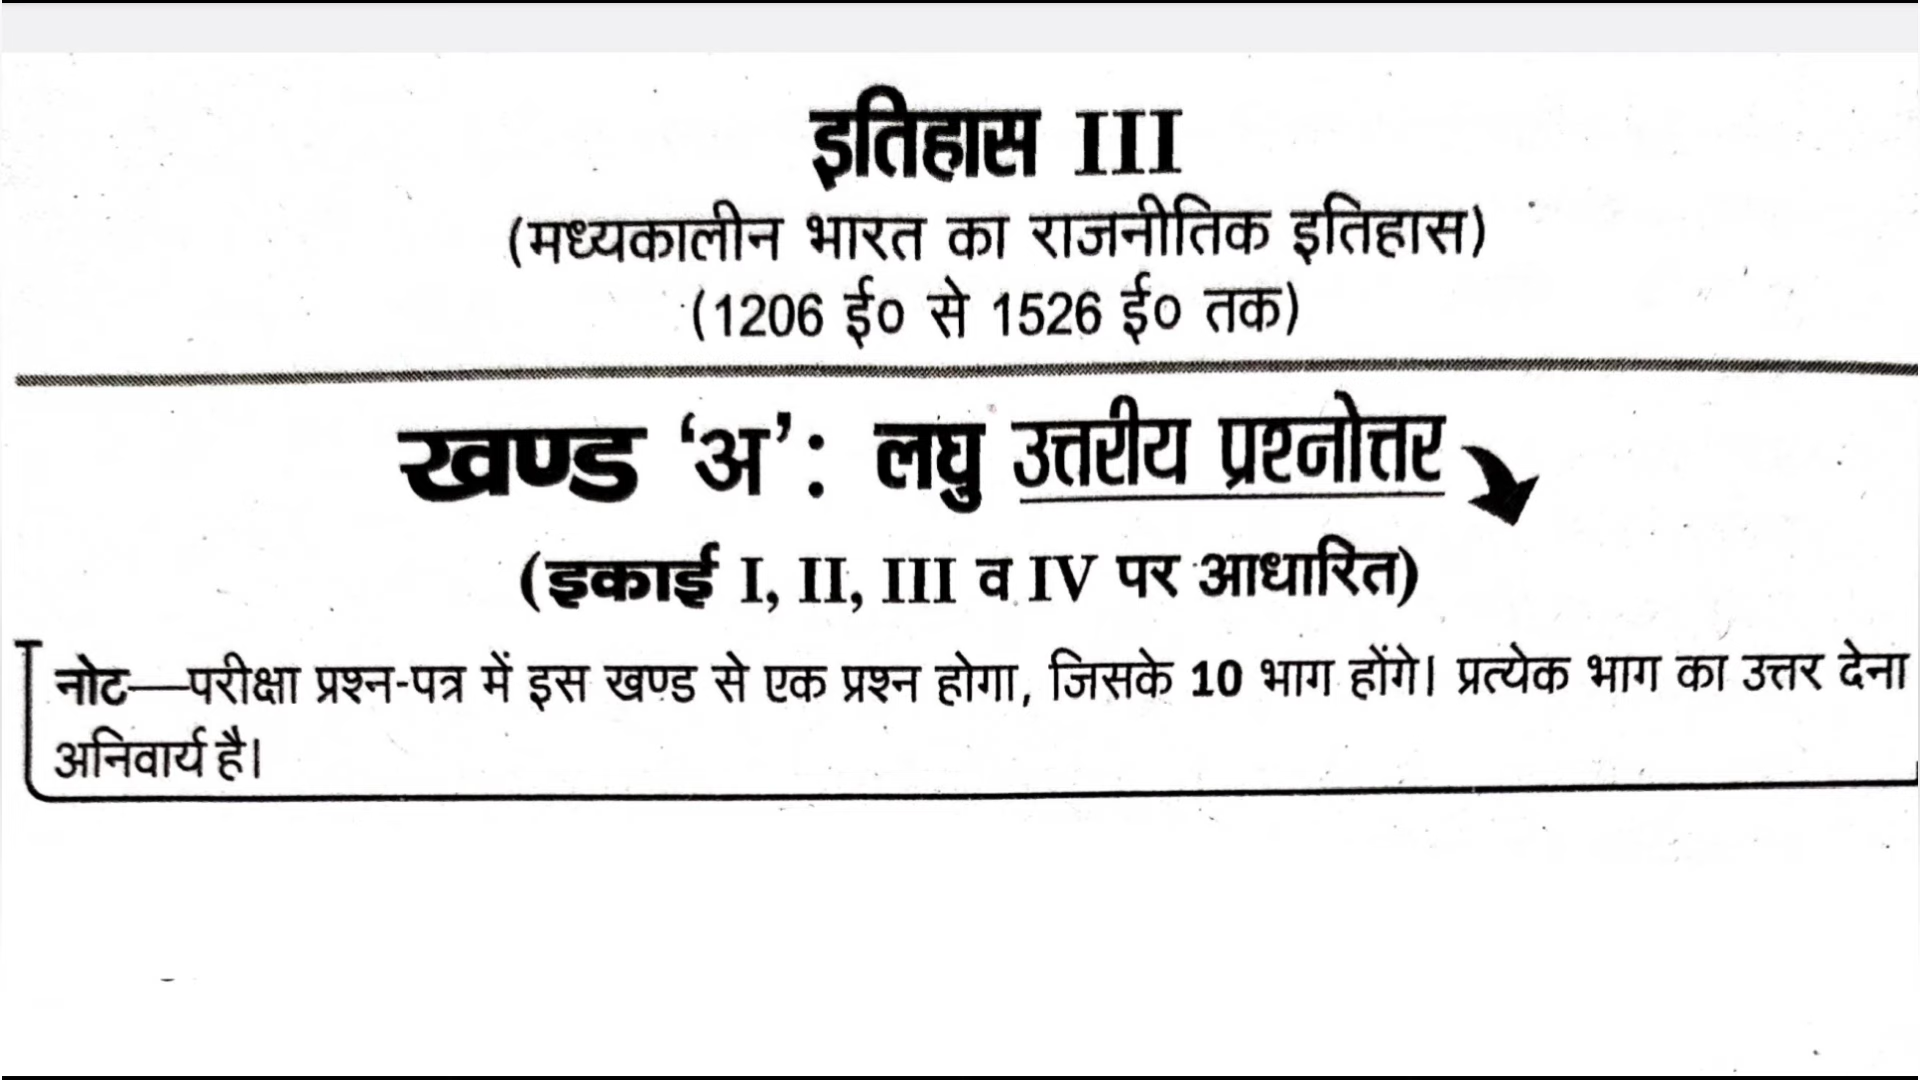 इतिहास III
(मध्यकालीन भारत का राजनीतिक इतिहास)
(1206 ई० से 1526 ई० तक)
खण्ड ‘अ’: लघु उत्तरीय प्रश्नोत्तर
(इकाई I, II, III व IV पर आधारित)
नोट—परीक्षा प्रश्न-पत्र में इस खण्ड से एक प्रश्न होगा, जिसके 10 भाग होंगे। प्रत्येक भाग का उत्तर देना
अनिवार्य है।